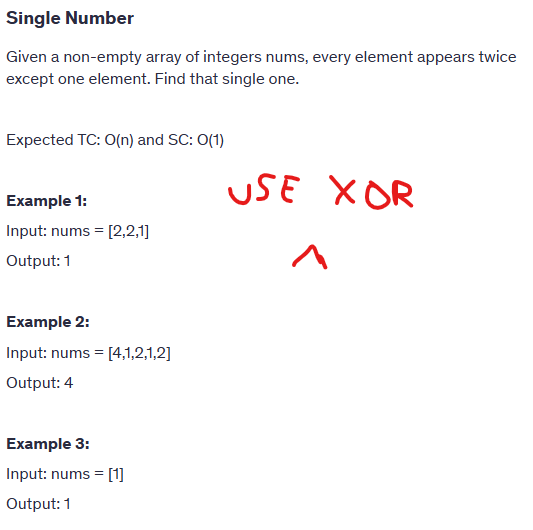 Single Number
Given a non-empty array of integers nums, every element appears twice
except one element. Find that single one.
Expected TC: O(n) and SC: O(1)
USE XOR
Example 1:
Input: nums = [2,2,1]
^
Output: 1
Example 2:
Input: nums = [4,1,2,1,2]
Output: 4
Example 3:
Input: nums = [1]
Output: 1